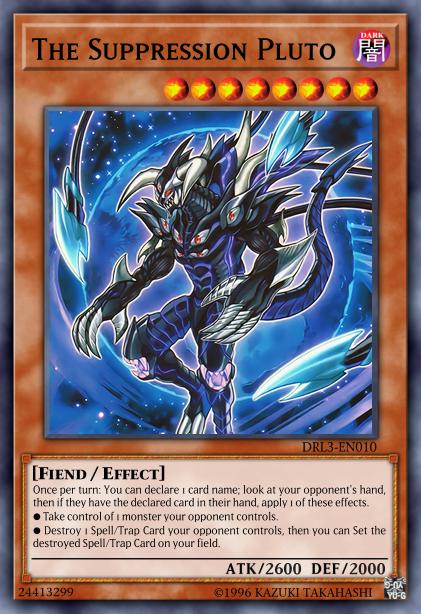 The Suppression Pluto
DARK
闇
DRL3-EN010
[Fiend / Effect]
Once per turn: You can declare 1 card name; look at your opponent's hand,
then if they have the declared card in their hand, apply 1 of these effects.
● Take control of 1 monster your opponent controls.
● Destroy 1 Spell/Trap Card your opponent controls, then you can Set the
destroyed Spell/Trap Card on your field.
ATK/2600 DEF/2000
24413299
©1996 KAZUKI TAKAHASHI